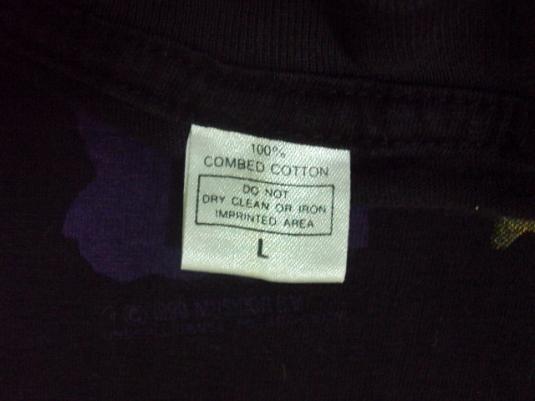 100%
COMBED COTTON
DO NOT
DRY CLEAN OR IRON
IMPRINTED AREA
L